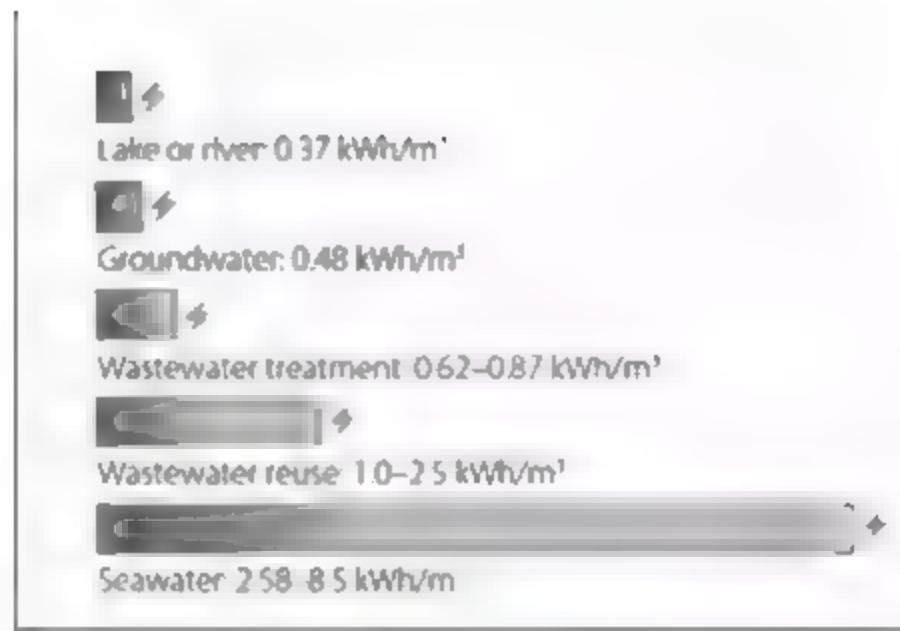 Lake or river 0.37 kWh/m³
Groundwater: 0.48 kWh/m³
Wastewater treatment 0.62–0.87 kWh/m³
Wastewater reuse 1.0–2.5 kWh/m³
Seawater 2.58 8.5 kWh/m